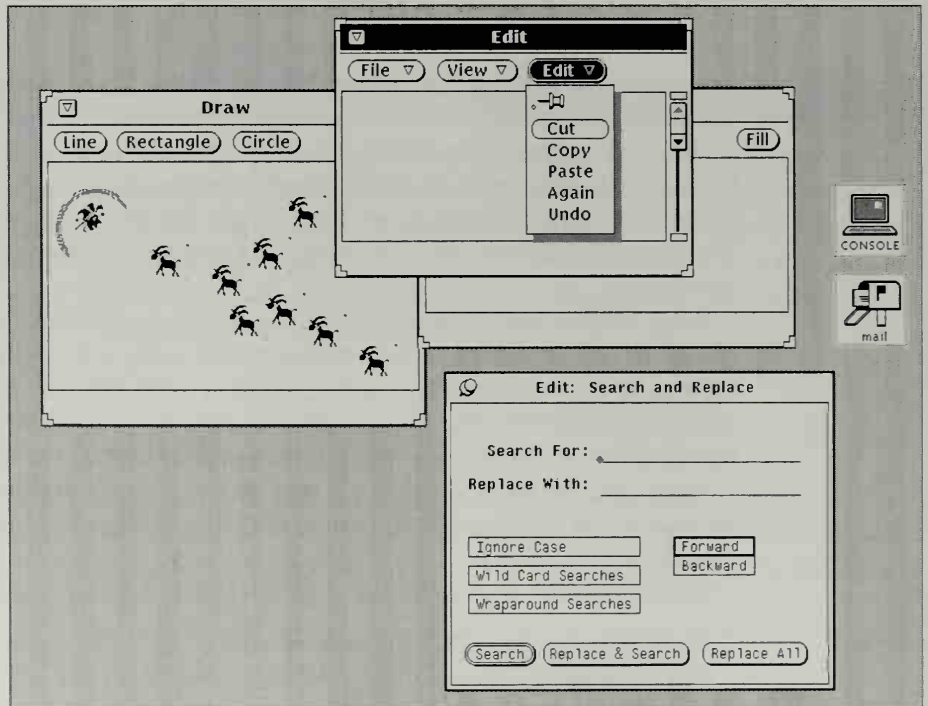 Edit
File View Edit
Cut
Copy
Paste
Again
Undo
Draw
Line Rectangle Circle
Fill
CONSOLE
mail
Edit: Search and Replace
Search For:
Replace With:
Ignore Case
Wild Card Searches
Wraparound Searches
Forward
Backward
Search Replace & Search Replace All